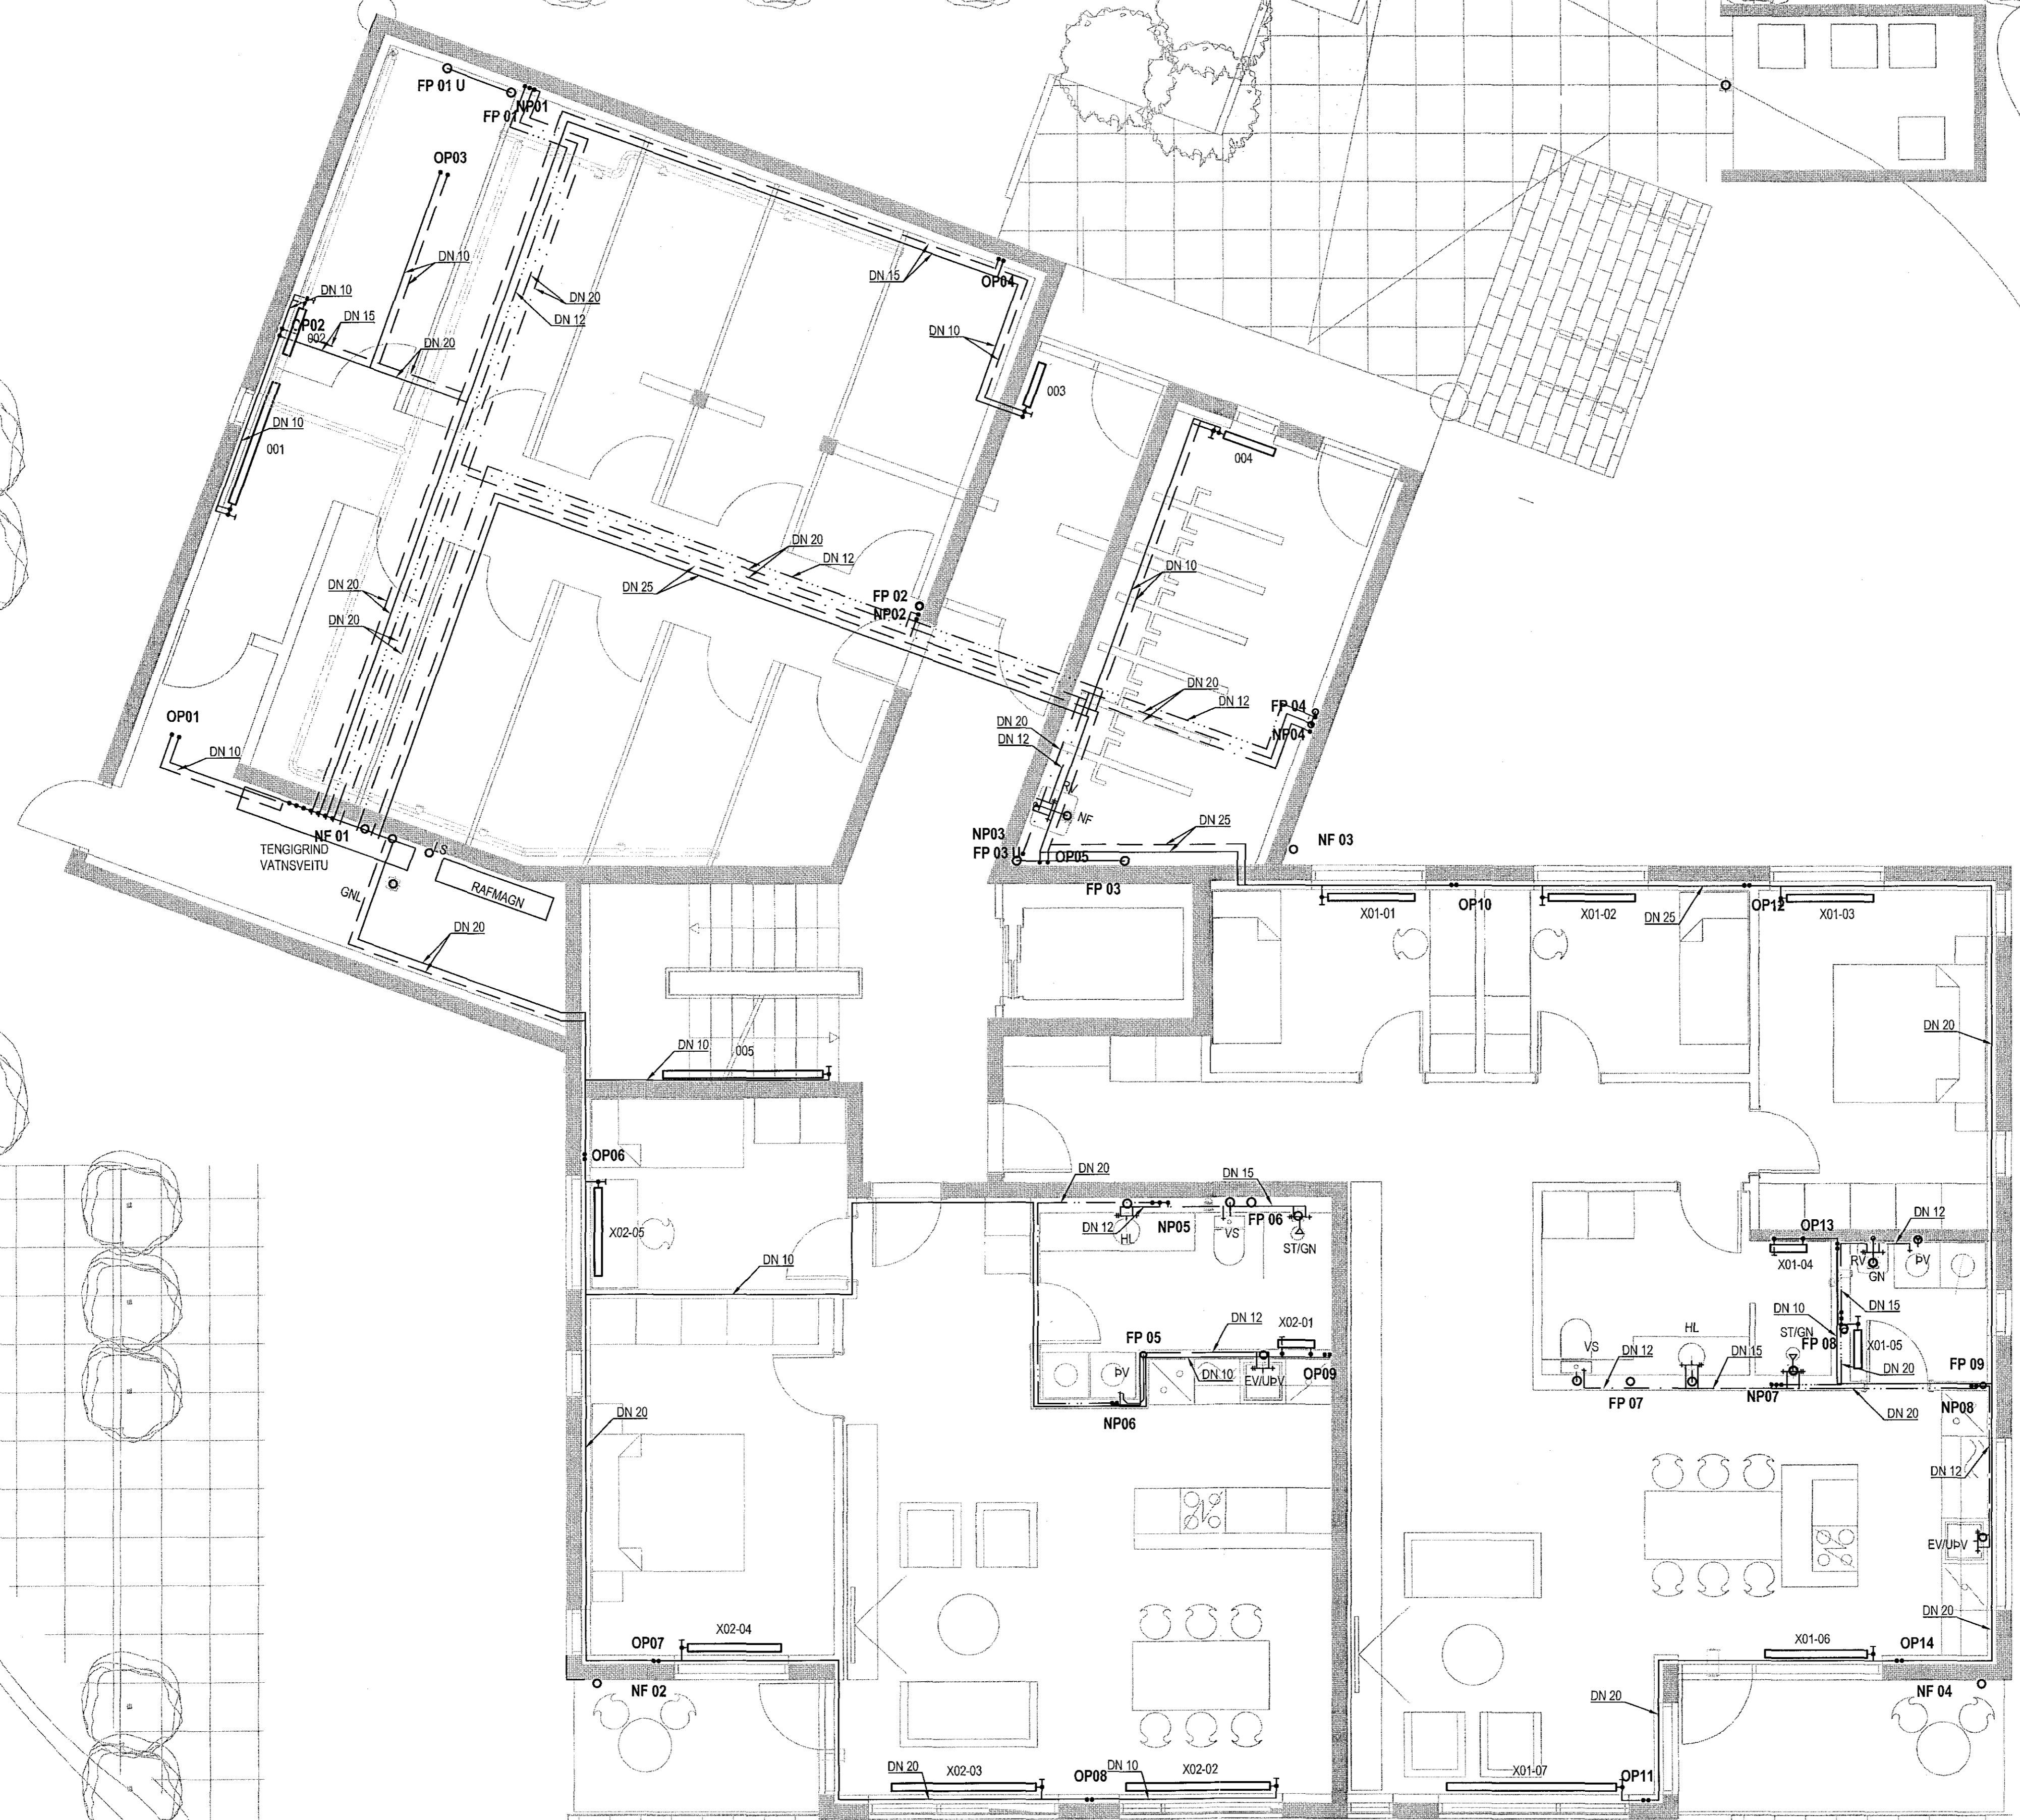 FP 01 U
NP01
FP 01
OP03
DN 10
DN 15
OP04
DN 20
DN 12
DN 10
OP02
002
DN 15
DN 20
DN 10
003
DN 10
001
004
DN 20
DN 12
DN 25
DN 10
DN 20
DN 20
FP 02
NP02
OP01
DN 10
DN 20
DN 12
FP 04
NP04
DN 20
DN 12
RV
NF
NF 01
TENGIGRIND
VATNSVEITU
LS
RAFMAGN
GNL
DN 20
NP03
FP 03 U
OP05
DN 25
NF 03
FP 03
X01-01
OP10
X01-02
DN 25
OP12
X01-03
DN 20
DN 10
005
OP06
X02-05
DN 10
DN 20
DN 15
DN 12
NP05
HL
VS
FP 06
ST/GN
OP13
DN 12
X01-04
RV
GN
ÞV
DN 10
DN 15
FP 05
DN 12
X02-01
ÞV
DN 10
EV/UÞV
OP09
NP06
VS
HL
ST/GN
FP 08
X01-05
DN 12
DN 15
DN 20
FP 09
FP 07
NP07
DN 20
NP08
DN 20
DN 12
EV/UÞV
DN 20
OP07
X02-04
X01-06
OP14
NF 02
NF 04
DN 20
DN 20
X02-03
OP08
DN 10
X02-02
X01-07
OP11